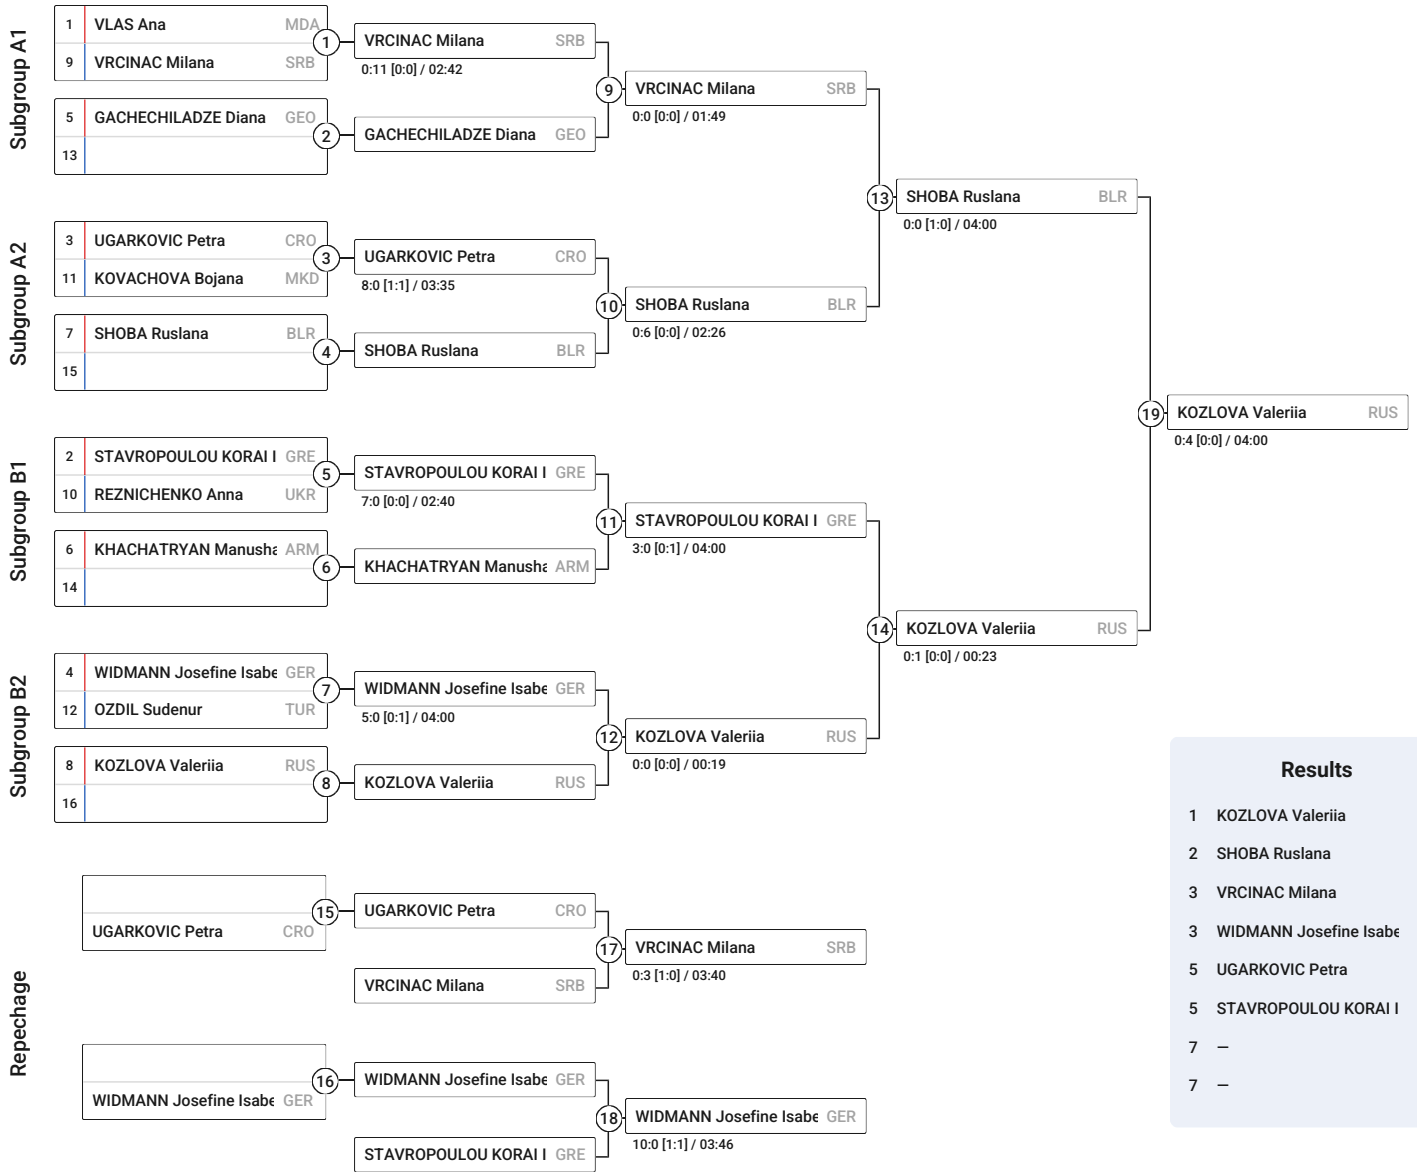 Subgroup A1
1 VLAS Ana MDA
9 VRCINAC Milana SRB
1
VRCINAC Milana SRB
0:11 [0:0] / 02:42
5 GACHECHILADZE Diana GEO
13
2
GACHECHILADZE Diana GEO
9
VRCINAC Milana SRB
0:0 [0:0] / 01:49
Subgroup A2
3 UGARKOVIC Petra CRO
11 KOVACHOVA Bojana MKD
3
UGARKOVIC Petra CRO
8:0 [1:1] / 03:35
7 SHOBA Ruslana BLR
15
4
SHOBA Ruslana BLR
10
SHOBA Ruslana BLR
0:6 [0:0] / 02:26
13
SHOBA Ruslana BLR
0:0 [1:0] / 04:00
Subgroup B1
2 STAVROPOULOU KORAI I GRE
10 REZNICHENKO Anna UKR
5
STAVROPOULOU KORAI I GRE
7:0 [0:0] / 02:40
6 KHACHATRYAN Manusha ARM
14
6
KHACHATRYAN Manusha ARM
11
STAVROPOULOU KORAI I GRE
3:0 [0:1] / 04:00
Subgroup B2
4 WIDMANN Josefine Isabe GER
12 OZDIL Sudenur TUR
7
WIDMANN Josefine Isabe GER
5:0 [0:1] / 04:00
8 KOZLOVA Valeriia RUS
16
8
KOZLOVA Valeriia RUS
12
KOZLOVA Valeriia RUS
0:0 [0:0] / 00:19
14
KOZLOVA Valeriia RUS
0:1 [0:0] / 00:23
19
KOZLOVA Valeriia RUS
0:4 [0:0] / 04:00
Repechage
UGARKOVIC Petra CRO
15
UGARKOVIC Petra CRO
VRCINAC Milana SRB
17
VRCINAC Milana SRB
0:3 [1:0] / 03:40
WIDMANN Josefine Isabe GER
16
WIDMANN Josefine Isabe GER
STAVROPOULOU KORAI I GRE
18
WIDMANN Josefine Isabe GER
10:0 [1:1] / 03:46
Results
1 KOZLOVA Valeriia
2 SHOBA Ruslana
3 VRCINAC Milana
3 WIDMANN Josefine Isabe
5 UGARKOVIC Petra
5 STAVROPOULOU KORAI I
7 —
7 —